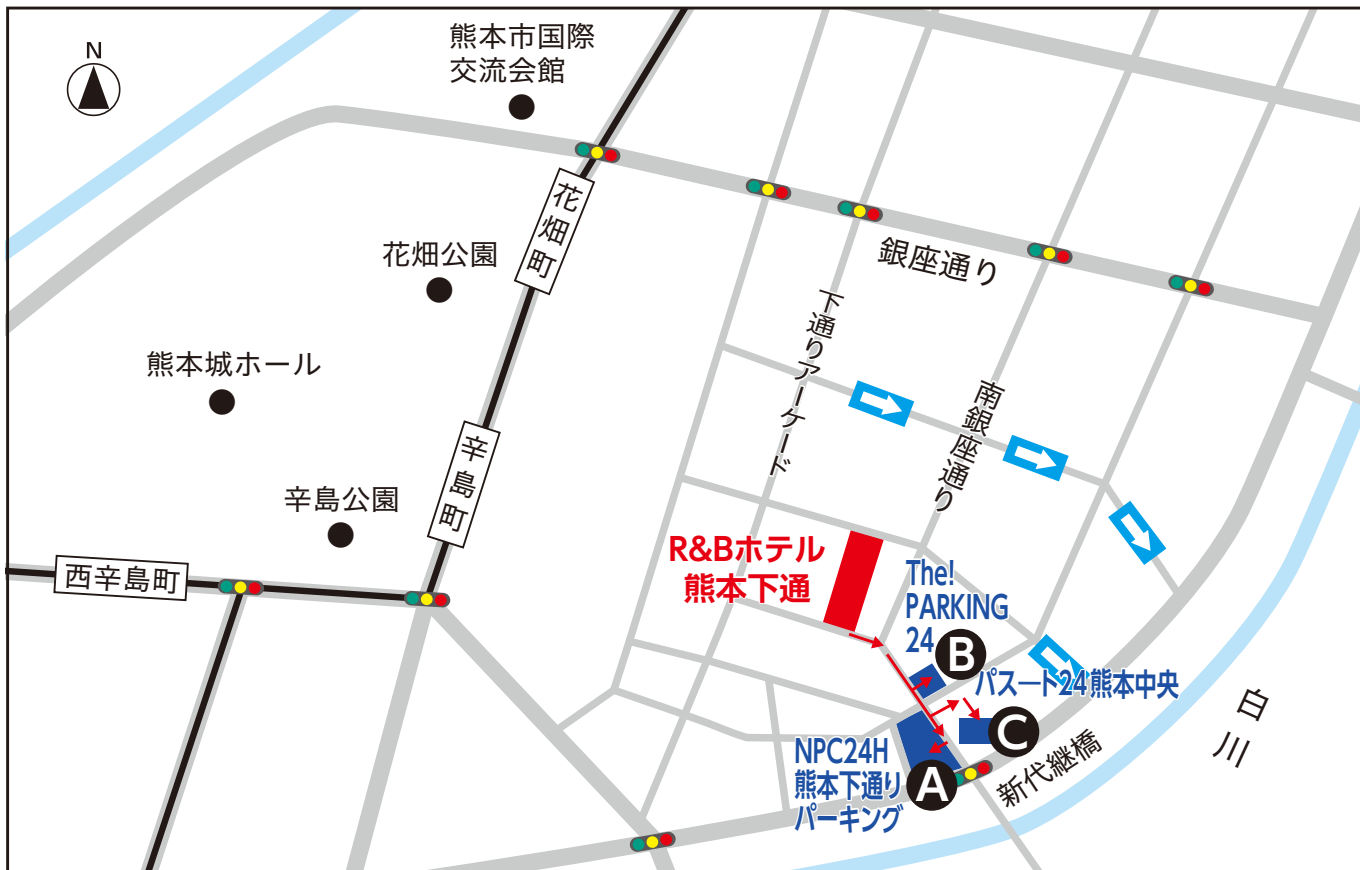 N
熊本市国際
交流会館
花畑町
花畑公園
銀座通り
下通りアーケード
熊本城ホール
南銀座通り
辛島町
辛島公園
西辛島町
R&Bホテル
熊本下通
The!
PARKING
24
B
パスート24熊本中央
C
白川
新代継橋
NPC24H
熊本下通り
パーキング
A